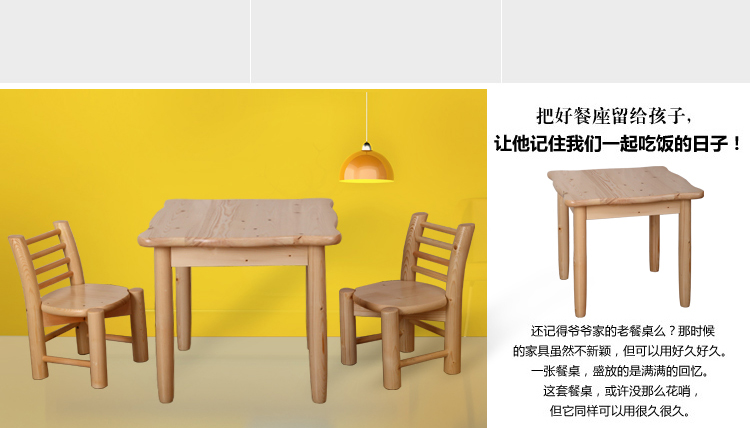 把好餐座留给孩子，
让他记住我们一起吃饭的日子！
还记得爷爷家的老餐桌么？那时候
的家具虽然不新颖，但可以用好久好久。
一张餐桌，盛放的是满满的回忆。
这套餐桌，或许没那么花哨，
但它同样可以用很久很久。